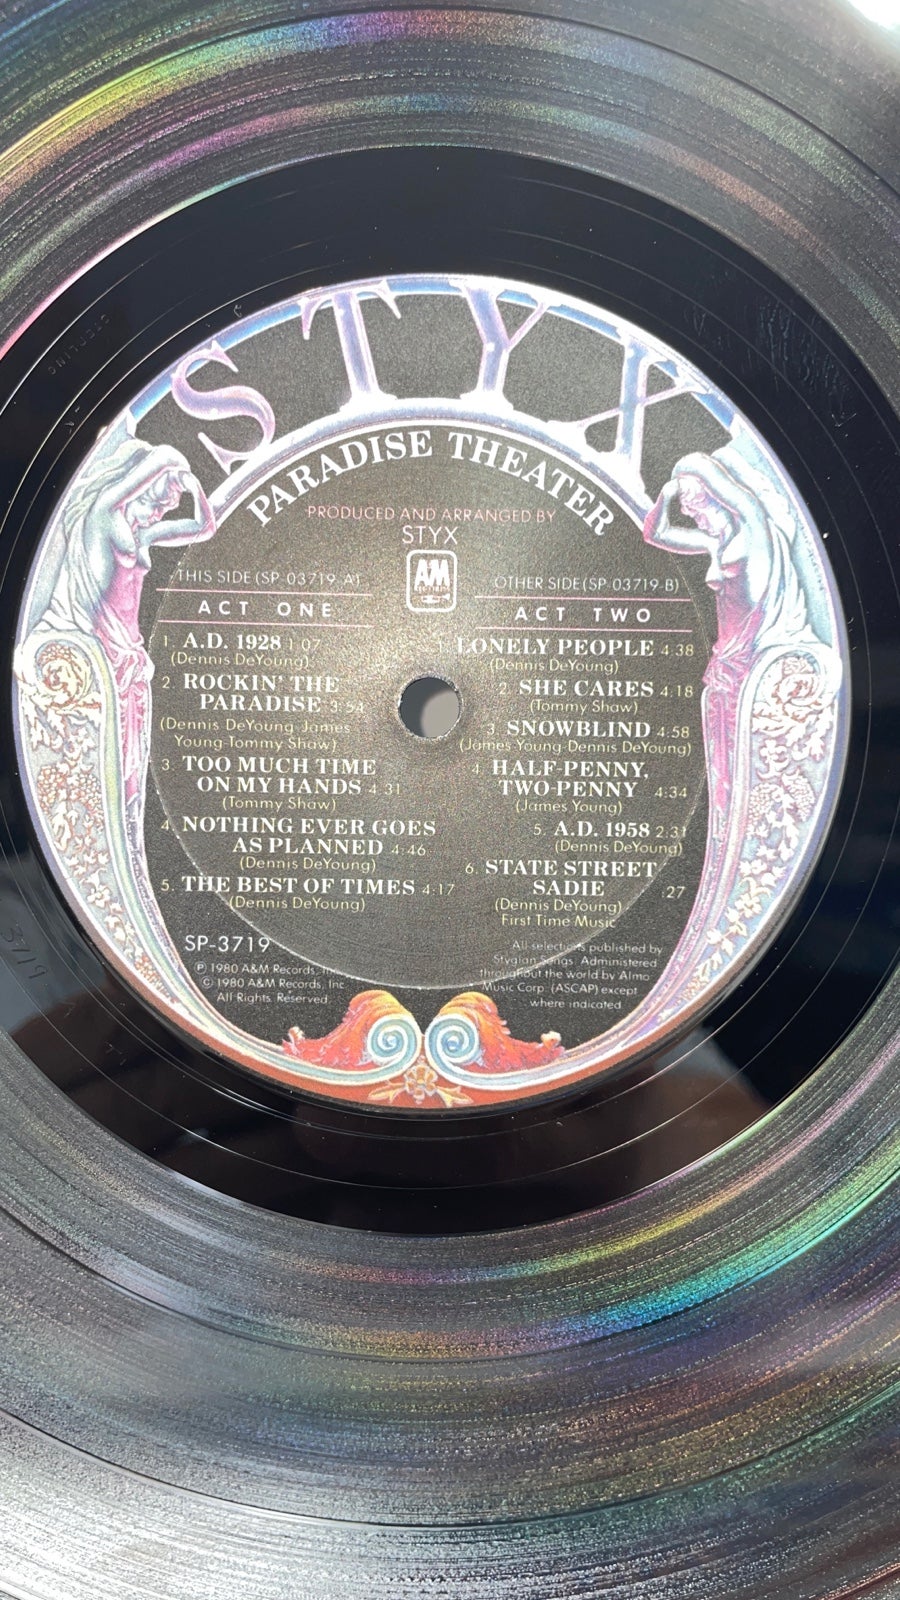 STYX
PARADISE THEATER
PRODUCED AND ARRANGED BY
STYX
A&M
RECORDS
THIS SIDE (SP 03719-A)
ACT ONE
1. A.D. 1928 1:07
(Dennis DeYoung)
2. ROCKIN' THE
PARADISE 3:54
(Dennis DeYoung-James
Young-Tommy Shaw)
3. TOO MUCH TIME
ON MY HANDS 4:31
(Tommy Shaw)
4. NOTHING EVER GOES
AS PLANNED 4:46
(Dennis DeYoung)
5. THE BEST OF TIMES 4:17
(Dennis DeYoung)
SP-3719
℗ 1980 A&M Records, Inc.
© 1980 A&M Records, Inc.
All Rights Reserved
OTHER SIDE (SP 03719-B)
ACT TWO
1. LONELY PEOPLE 4:38
(Dennis DeYoung)
2. SHE CARES 4:18
(Tommy Shaw)
3. SNOWBLIND 4:58
(James Young-Dennis DeYoung)
4. HALF-PENNY,
TWO-PENNY 4:34
(James Young)
5. A.D. 1958 2:31
(Dennis DeYoung)
6. STATE STREET
SADIE :27
(Dennis DeYoung)
First Time Music
All selections published by
Stygian Songs. Administered
throughout the world by Almo
Music Corp. (ASCAP) except
where indicated
STERLING
3719